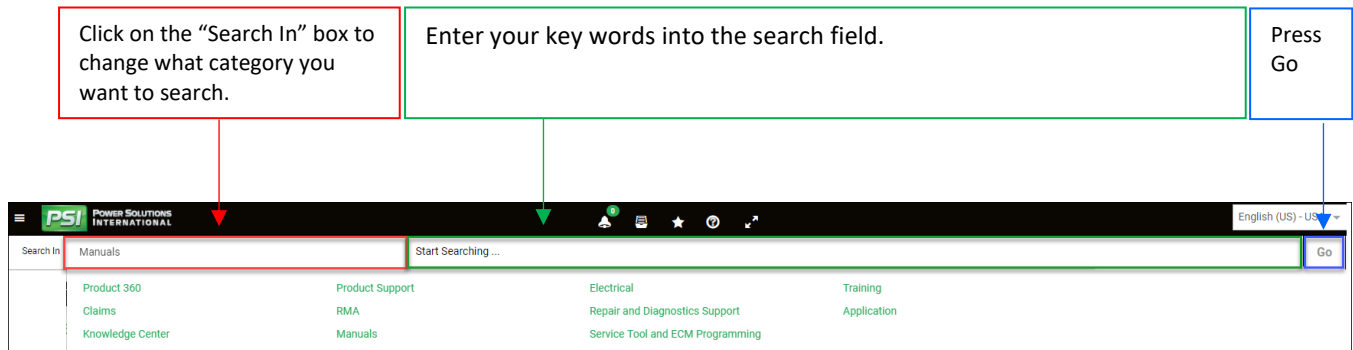 Click on the “Search In” box to
change what category you
want to search.
Enter your key words into the search field.
Press
Go
PSI POWER SOLUTIONS
INTERNATIONAL
0
English (US) - US
Search In Manuals Start Searching ... Go
Product 360 Product Support Electrical Training
Claims RMA Repair and Diagnostics Support Application
Knowledge Center Manuals Service Tool and ECM Programming